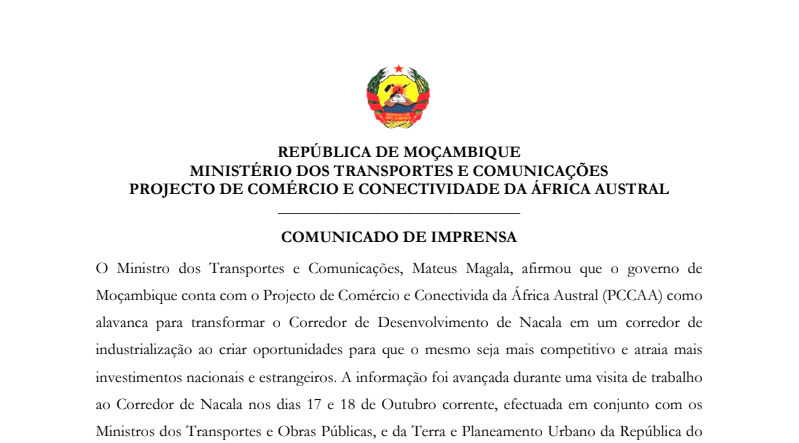 REPÚBLICA DE MOÇAMBIQUE
MINISTÉRIO DOS TRANSPORTES E COMUNICAÇÕES
PROJECTO DE COMÉRCIO E CONECTIVIDADE DA ÁFRICA AUSTRAL
COMUNICADO DE IMPRENSA
O Ministro dos Transportes e Comunicações, Mateus Magala, afirmou que o governo de
Moçambique conta com o Projecto de Comércio e Conectivida da África Austral (PCCAA) como
alavanca para transformar o Corredor de Desenvolvimento de Nacala em um corredor de
industrialização ao criar oportunidades para que o mesmo seja mais competitivo e atraia mais
investimentos nacionais e estrangeiros. A informação foi avançada durante uma visita de trabalho
ao Corredor de Nacala nos dias 17 e 18 de Outubro corrente, efectuada em conjunto com os
Ministros dos Transportes e Obras Públicas, e da Terra e Planeamento Urbano da República do